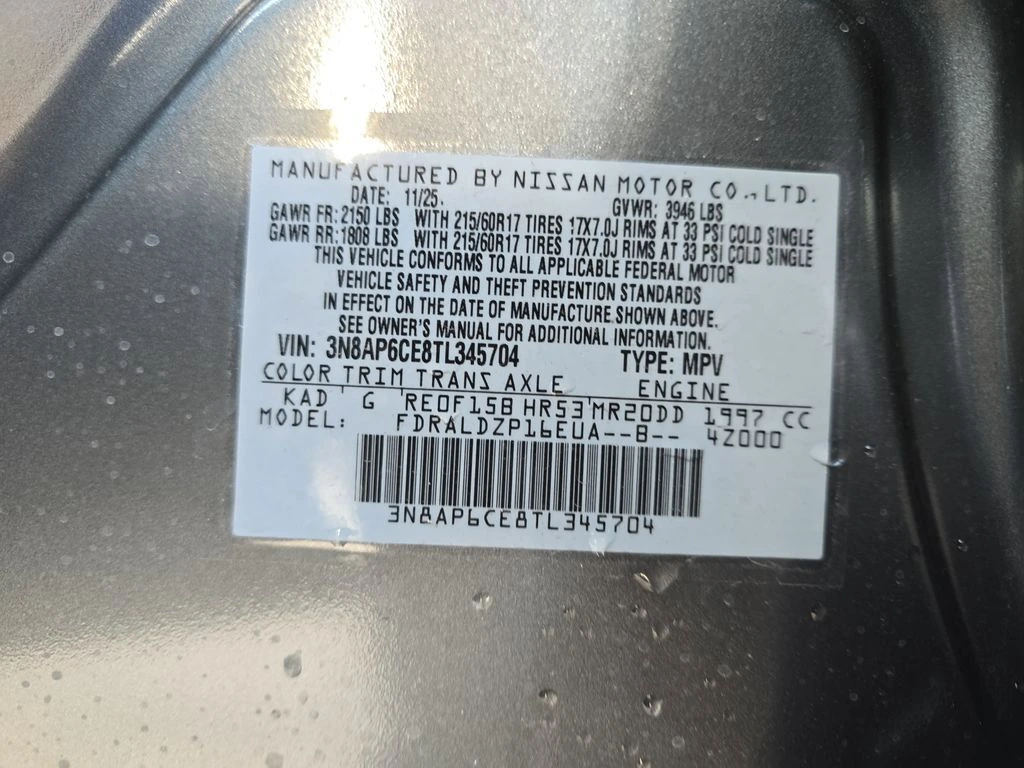 MANUFACTURED BY NISSAN MOTOR CO., LTD.
DATE: 11/25. GVWR: 3946 LBS
GAWR FR: 2150 LBS WITH 215/60R17 TIRES 17X7.0J RIMS AT 33 PSI COLD SINGLE
GAWR RR: 1808 LBS WITH 215/60R17 TIRES 17X7.0J RIMS AT 33 PSI COLD SINGLE
THIS VEHICLE CONFORMS TO ALL APPLICABLE FEDERAL MOTOR
VEHICLE SAFETY AND THEFT PREVENTION STANDARDS
IN EFFECT ON THE DATE OF MANUFACTURE SHOWN ABOVE.
SEE OWNER'S MANUAL FOR ADDITIONAL INFORMATION.
VIN: 3N8AP6CE8TL345704 TYPE: MPV
COLOR TRIM TRANS AXLE ENGINE
KAD G RE0F15B HR53 MR20DD 1997 CC
MODEL: FDRALDZP16EUA--B-- 4Z000
3N8AP6CE8TL345704